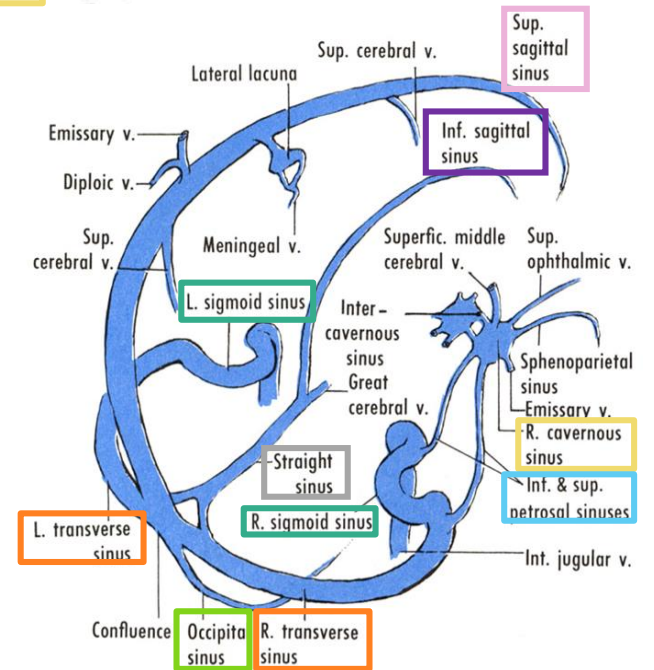 Sup.
sagittal
sinus
Sup. cerebral v.
Lateral lacuna
Inf. sagittal
sinus
Emissary v.
Diploic v.
Sup.
cerebral v.
Meningeal v.
Superfic. middle
cerebral v.
Sup.
ophthalmic v.
L. sigmoid sinus
Inter-
cavernous
sinus
Great
cerebral v.
Sphenoparietal
sinus
Emissary v.
R. cavernous
sinus
Straight
sinus
Inf. & sup.
petrosal sinuses
R. sigmoid sinus
L. transverse
sinus
Int. jugular v.
Confluence
Occipita
sinus
R. transverse
sinus